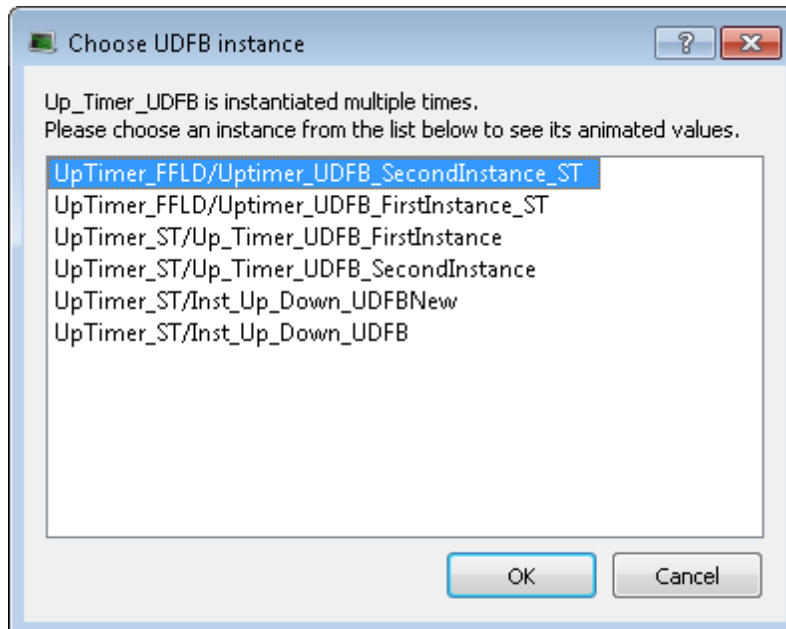 Choose UDFB instance
Up_Timer_UDFB is instantiated multiple times.
Please choose an instance from the list below to see its animated values.
UpTimer_FFLD/Uptimer_UDFB_SecondInstance_ST
UpTimer_FFLD/Uptimer_UDFB_FirstInstance_ST
UpTimer_ST/Up_Timer_UDFB_FirstInstance
UpTimer_ST/Up_Timer_UDFB_SecondInstance
UpTimer_ST/Inst_Up_Down_UDFBNew
UpTimer_ST/Inst_Up_Down_UDFB
OK Cancel